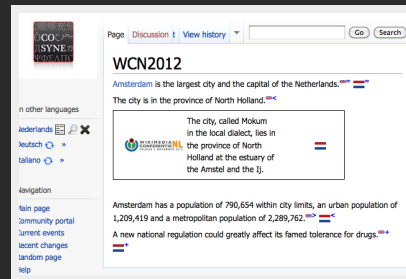 CO
SYNE
Page Discussion t View history Go Search
WCN2012
Amsterdam is the largest city and the capital of the Netherlands.
The city is in the province of North Holland.
The city, called Mokum
in the local dialect, lies in
the province of North
Holland at the estuary of
the Amstel and the Ij.
WIKIMEDIA
CONFERENTIE NL
Amsterdam has a population of 790,654 within city limits, an urban population of
1,209,419 and a metropolitan population of 2,289,762.
A new national regulation could greatly affect its famed tolerance for drugs.
n other languages
Nederlands
Deutsch »
Italiano »
Navigation
Main page
Community portal
Current events
Recent changes
Random page
Help